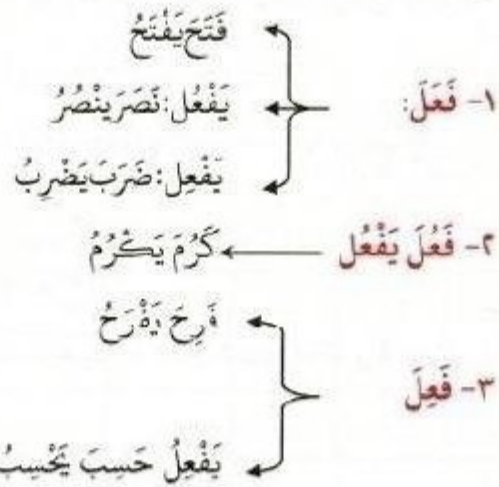 فَتَحَ يَفْتَحُ
١- فَعَلَ: يَفْعُل: نَصَرَ يَنْصُرُ
يَفْعِل: ضَرَبَ يَضْرِبُ
٢- فَعُلَ يَفْعُل كَرُمَ يَكْرُمُ
فَرِحَ يَفْرَحُ
٣- فَعِلَ
يَفْعِلُ حَسِبَ يَحْسِبُ